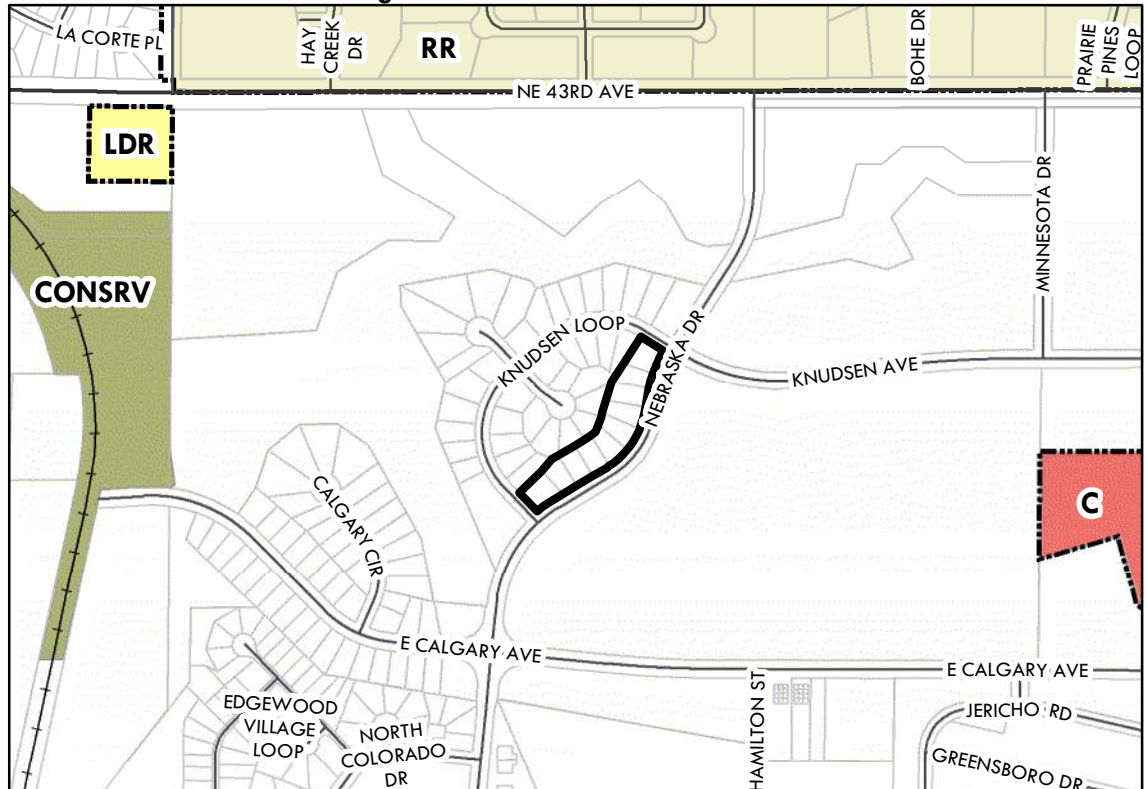 LA CORTE PL
HAY
CREEK
DR
RR
BOHE DR
PRAIRIE
PINES
LOOP
NE 43RD AVE
LDR
MINNESOTA DR
CONSRV
KNUDSEN LOOP
NEBRASKA DR
KNUDSEN AVE
CALGARY CIR
C
E CALGARY AVE
E CALGARY AVE
HAMILTON ST
EDGEWOOD
VILLAGE
LOOP
NORTH
COLORADO
DR
JERICHO RD
GREENSBORO DR